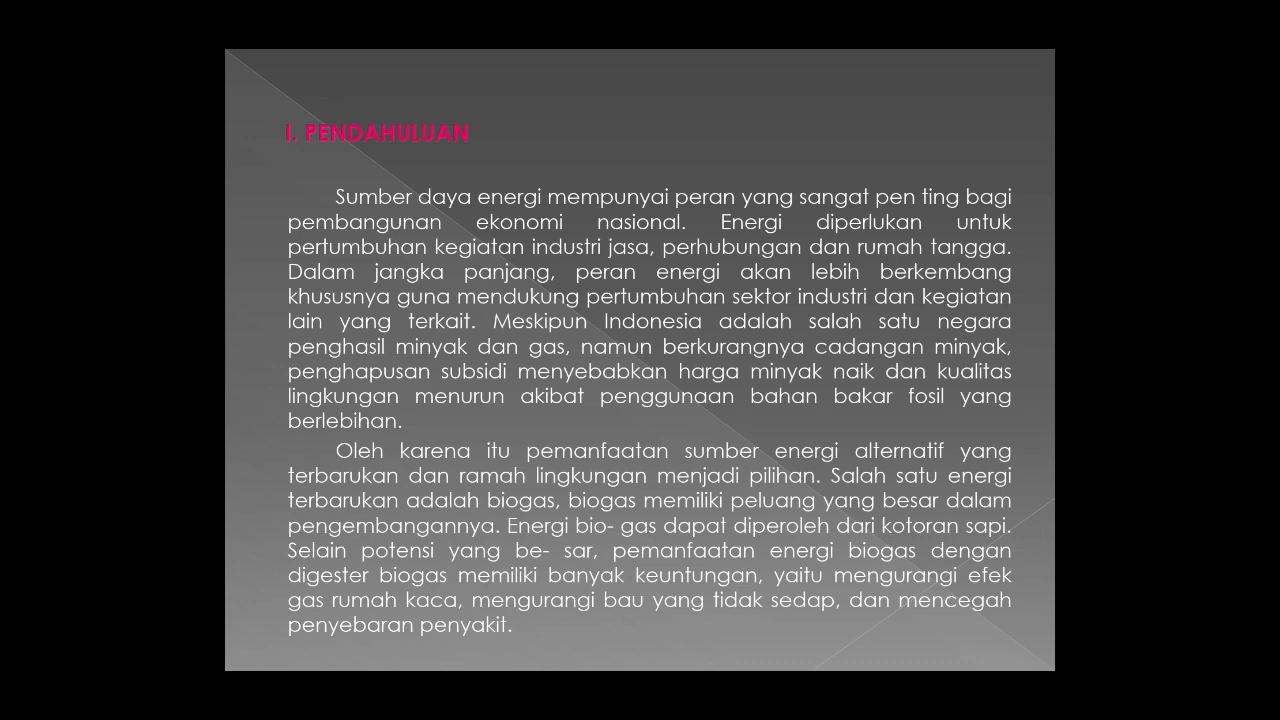 I. PENDAHULUAN
Sumber daya energi mempunyai peran yang sangat pen ting bagi
pembangunan ekonomi nasional. Energi diperlukan untuk
pertumbuhan kegiatan industri jasa, perhubungan dan rumah tangga.
Dalam jangka panjang, peran energi akan lebih berkembang
khususnya guna mendukung pertumbuhan sektor industri dan kegiatan
lain yang terkait. Meskipun Indonesia adalah salah satu negara
penghasil minyak dan gas, namun berkurangnya cadangan minyak,
penghapusan subsidi menyebabkan harga minyak naik dan kualitas
lingkungan menurun akibat penggunaan bahan bakar fosil yang
berlebihan.
Oleh karena itu pemanfaatan sumber energi alternatif yang
terbarukan dan ramah lingkungan menjadi pilihan. Salah satu energi
terbarukan adalah biogas, biogas memiliki peluang yang besar dalam
pengembangannya. Energi bio- gas dapat diperoleh dari kotoran sapi.
Selain potensi yang be- sar, pemanfaatan energi biogas dengan
digester biogas memiliki banyak keuntungan, yaitu mengurangi efek
gas rumah kaca, mengurangi bau yang tidak sedap, dan mencegah
penyebaran penyakit.